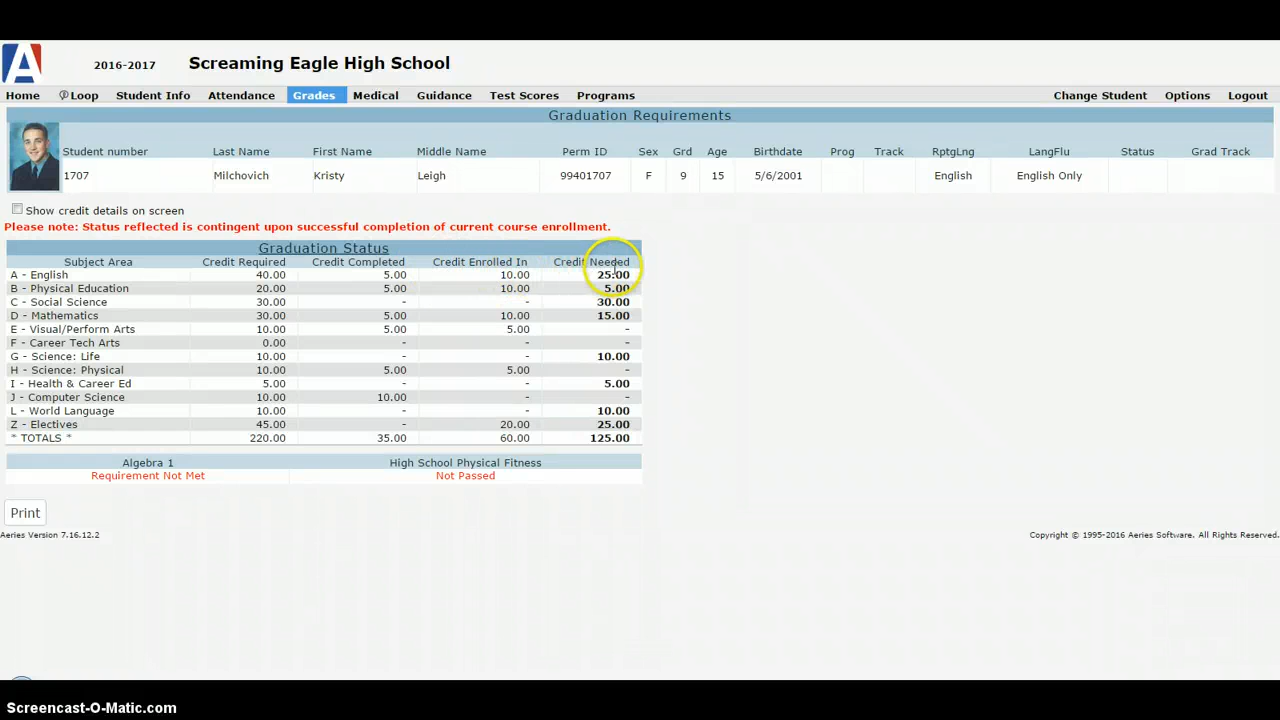 2016-2017 Screaming Eagle High School
Home Loop Student Info Attendance Grades Medical Guidance Test Scores Programs Change Student Options Logout
Graduation Requirements
Student number Last Name First Name Middle Name Perm ID Sex Grd Age Birthdate Prog Track RptgLng LangFlu Status Grad Track
1707 Milchovich Kristy Leigh 99401707 F 9 15 5/6/2001 English English Only
Show credit details on screen
Please note: Status reflected is contingent upon successful completion of current course enrollment.
Graduation Status
Subject Area Credit Required Credit Completed Credit Enrolled In Credit Needed
A - English 40.00 5.00 10.00 25.00
B - Physical Education 20.00 5.00 10.00 5.00
C - Social Science 30.00 - - 30.00
D - Mathematics 30.00 5.00 10.00 15.00
E - Visual/Perform Arts 10.00 5.00 5.00 -
F - Career Tech Arts 0.00 - - -
G - Science: Life 10.00 - - 10.00
H - Science: Physical 10.00 5.00 5.00 -
I - Health & Career Ed 5.00 - - 5.00
J - Computer Science 10.00 10.00 - -
L - World Language 10.00 - - 10.00
Z - Electives 45.00 - 20.00 25.00
* TOTALS * 220.00 35.00 60.00 125.00
Algebra 1 High School Physical Fitness
Requirement Not Met Not Passed
Print
Aeries Version 7.16.12.2 Copyright © 1995-2016 Aeries Software. All Rights Reserved.
Screencast-O-Matic.com